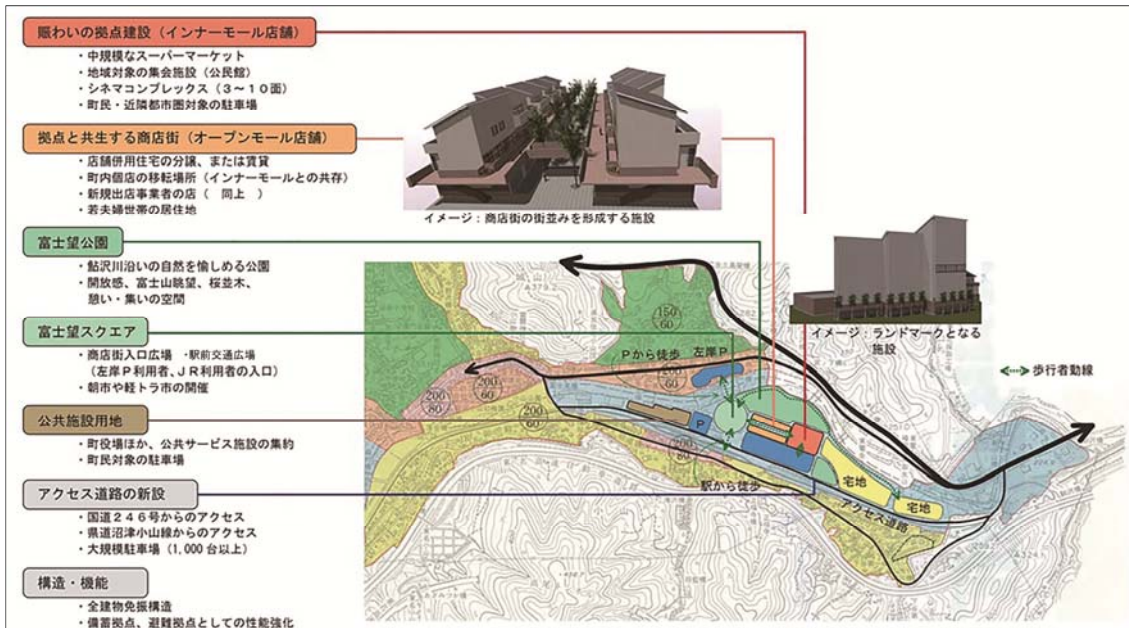 賑わいの拠点建設（インナーモール店舗）
・中規模なスーパーマーケット
・地域対象の集会施設（公民館）
・シネマコンプレックス（３～１０面）
・町民・近隣都市圏対象の駐車場
拠点と共生する商店街（オープンモール店舗）
・店舗併用住宅の分譲、または賃貸
・町内個店の移転場所（インナーモールとの共存）
・新規出店事業者の店（　同上　）
・若夫婦世帯の居住地
イメージ：商店街の街並みを形成する施設
富士望公園
・鮎沢川沿いの自然を愉しめる公園
・開放感、富士山眺望、桜並木、
憩い・集いの空間
富士望スクエア
・商店街入口広場　・駅前交通広場
（左岸Ｐ利用者、ＪＲ利用者の入口）
・朝市や軽トラ市の開催
公共施設用地
・町役場ほか、公共サービス施設の集約
・町民対象の駐車場
アクセス道路の新設
・国道２４６号からのアクセス
・県道沼津小山線からのアクセス
・大規模駐車場（1,000台以上）
構造・機能
・全建物免振構造
・備蓄拠点、避難拠点としての性能強化
イメージ：ランドマークとなる
施設
歩行者動線
150
60
Ｐから徒歩
左岸Ｐ
200
60
200
60
200
80
200
60
Ｐ
200
80
駅から徒歩
宅地
宅地
アクセス道路